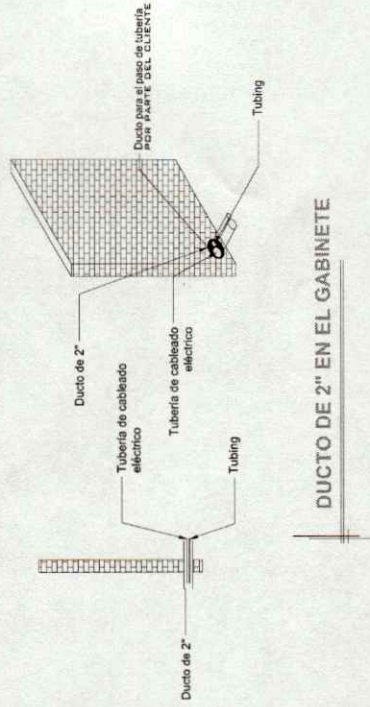 Ducto de 2"
Tubería de cableado
eléctrico
Tubing
Ducto de 2"
Ducto para el paso de tubería
POR PARTE DEL CLIENTE
Tubería de cableado
eléctrico
Tubing
DUCTO DE 2" EN EL GABINETE